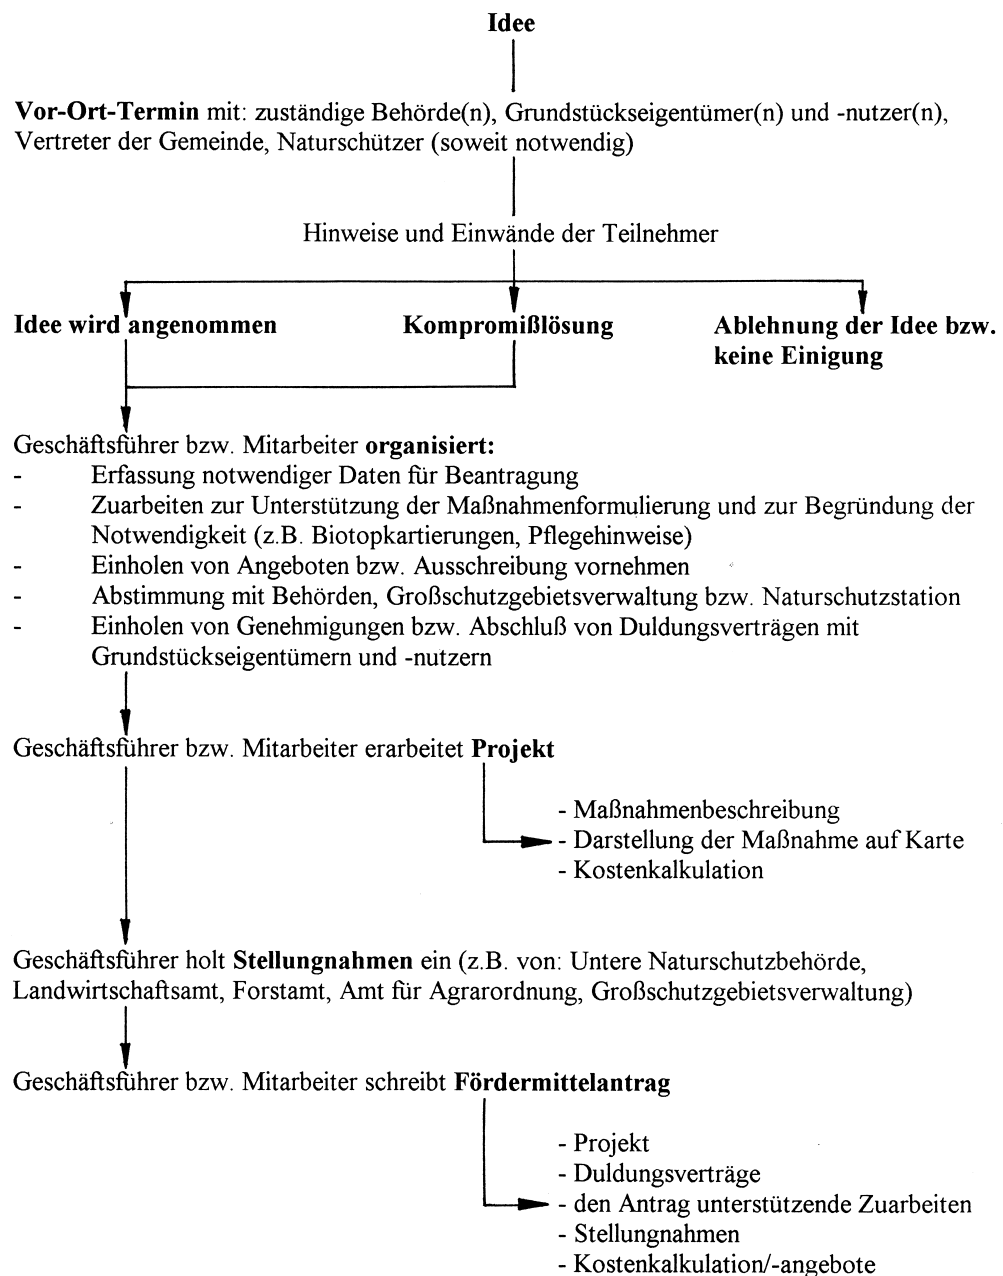 Idee
Vor-Ort-Termin mit: zuständige Behörde(n), Grundstückseigentümer(n) und -nutzer(n),
Vertreter der Gemeinde, Naturschützer (soweit notwendig)
Hinweise und Einwände der Teilnehmer
Idee wird angenommen
Kompromißlösung
Ablehnung der Idee bzw.
keine Einigung
Geschäftsführer bzw. Mitarbeiter organisiert:
- Erfassung notwendiger Daten für Beantragung
- Zuarbeiten zur Unterstützung der Maßnahmenformulierung und zur Begründung der
Notwendigkeit (z.B. Biotopkartierungen, Pflegehinweise)
- Einholen von Angeboten bzw. Ausschreibung vornehmen
- Abstimmung mit Behörden, Großschutzgebietsverwaltung bzw. Naturschutzstation
- Einholen von Genehmigungen bzw. Abschluß von Duldungsverträgen mit
Grundstückseigentümern und -nutzern
Geschäftsführer bzw. Mitarbeiter erarbeitet Projekt
- Maßnahmenbeschreibung
- Darstellung der Maßnahme auf Karte
- Kostenkalkulation
Geschäftsführer holt Stellungnahmen ein (z.B. von: Untere Naturschutzbehörde,
Landwirtschaftsamt, Forstamt, Amt für Agrarordnung, Großschutzgebietsverwaltung)
Geschäftsführer bzw. Mitarbeiter schreibt Fördermittelantrag
- Projekt
- Duldungsverträge
- den Antrag unterstützende Zuarbeiten
- Stellungnahmen
- Kostenkalkulation/-angebote